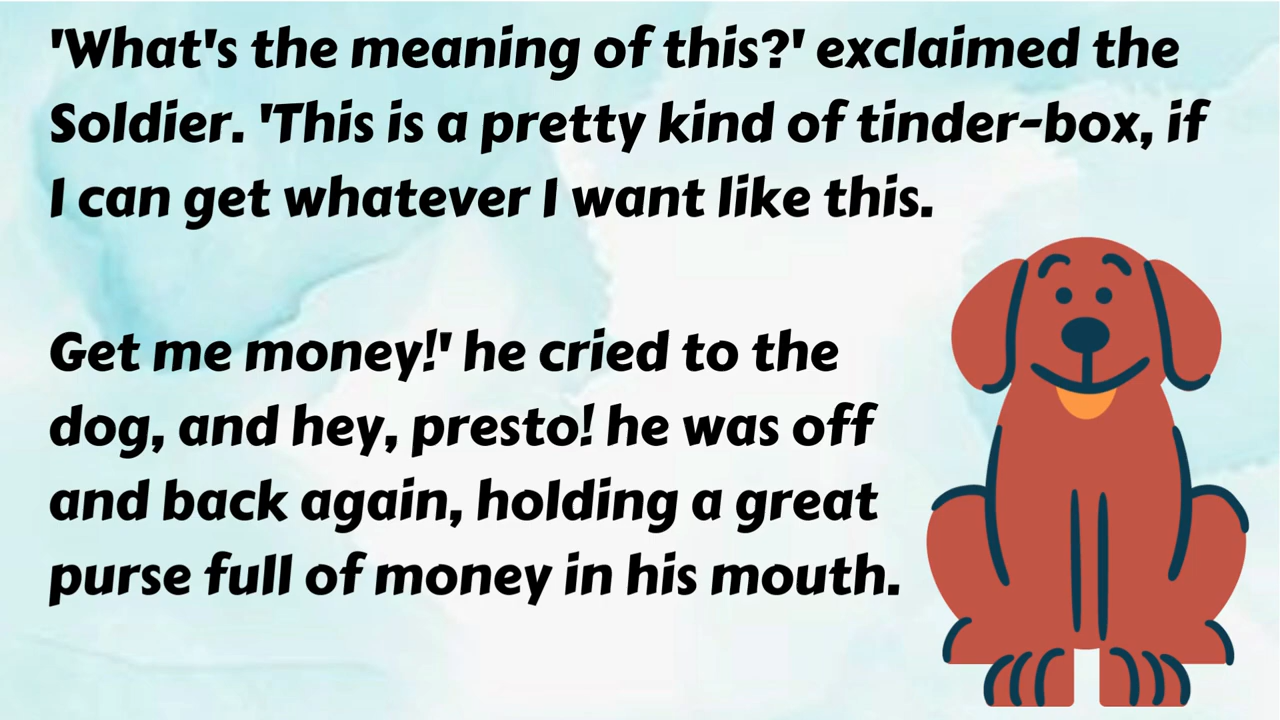 'What's the meaning of this?' exclaimed the
Soldier. 'This is a pretty kind of tinder-box, if
I can get whatever I want like this.
Get me money!' he cried to the
dog, and hey, presto! he was off
and back again, holding a great
purse full of money in his mouth.